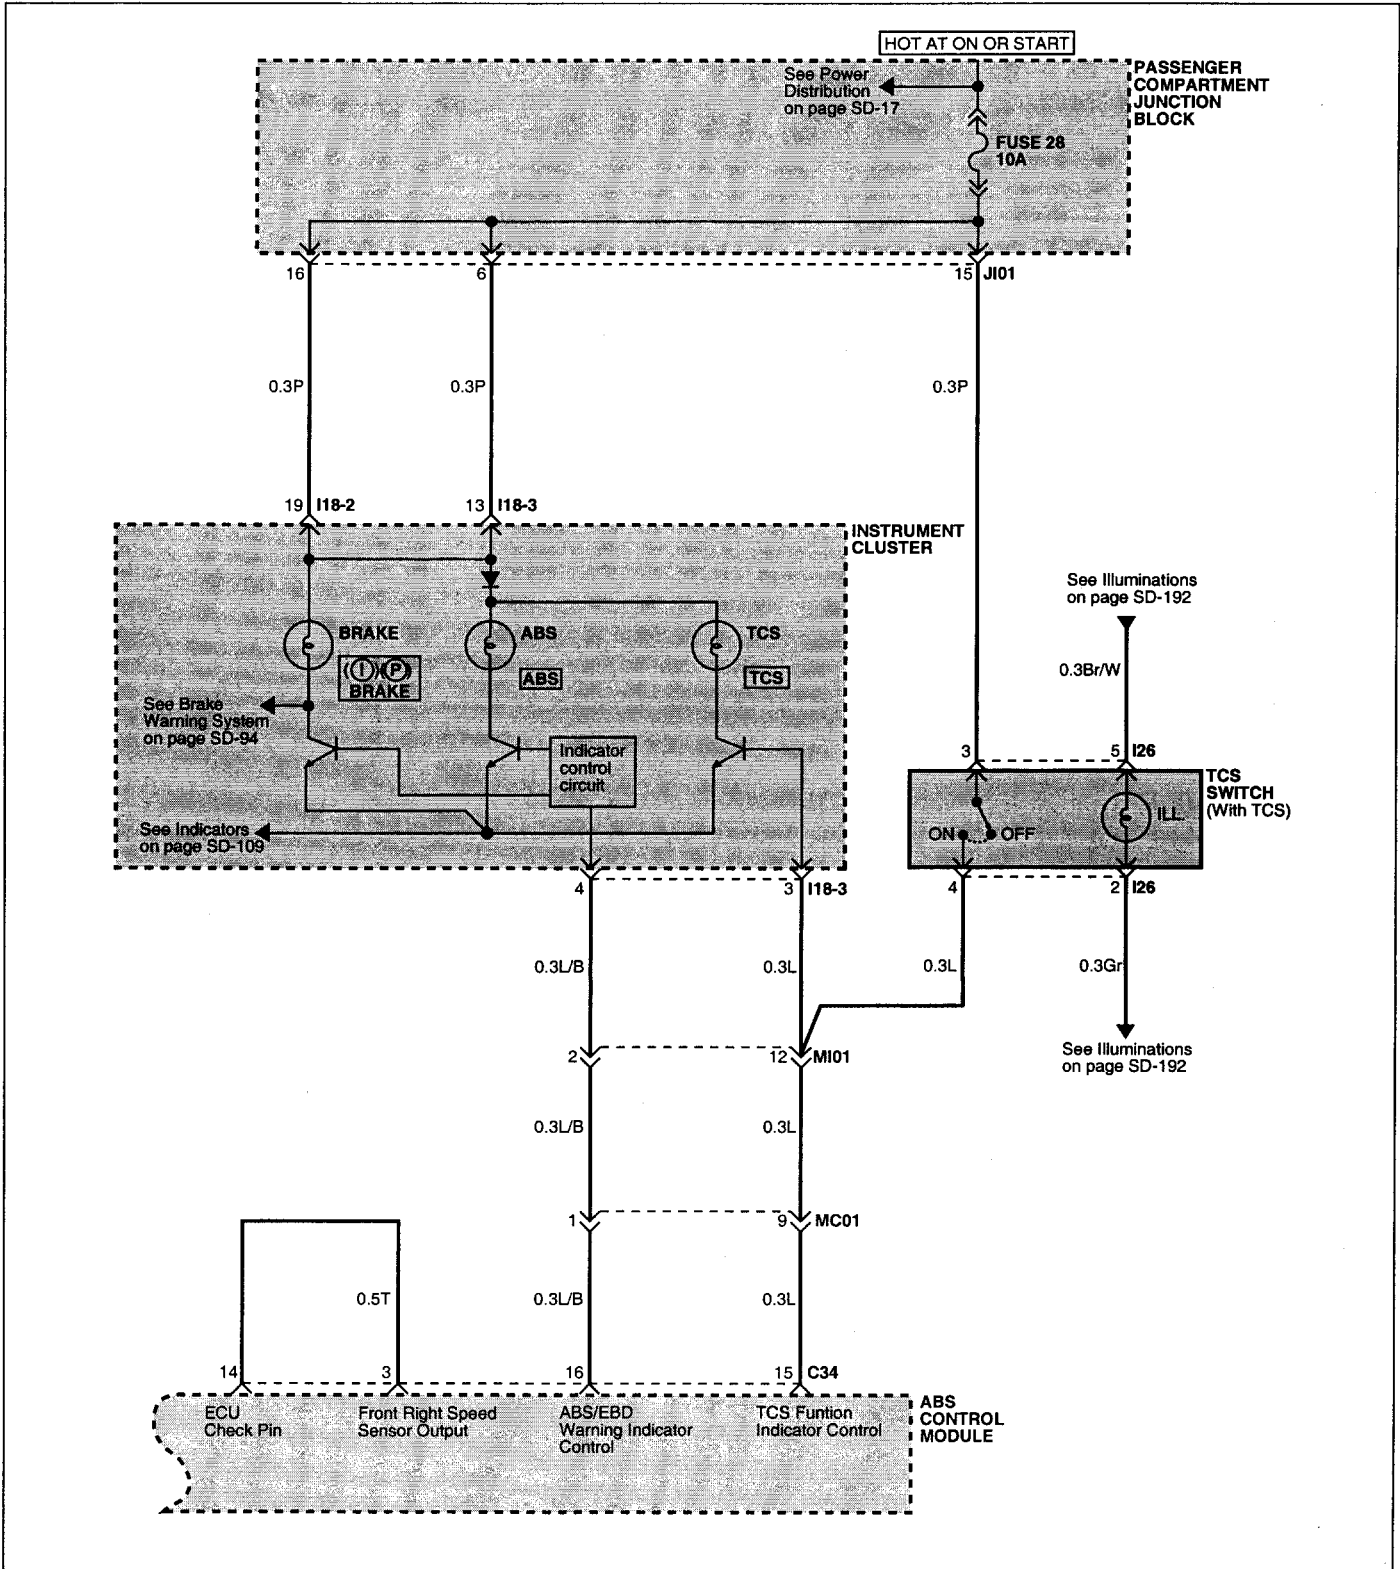 HOT AT ON OR START
See Power
Distribution
on page SD-17
PASSENGER
COMPARTMENT
JUNCTION
BLOCK
FUSE 28
10A
16
6
15 JI01
0.3P
0.3P
0.3P
19 I18-2
13 I18-3
INSTRUMENT
CLUSTER
See Illuminations
on page SD-192
0.3Br/W
BRAKE
ABS
TCS
(I)(P)
BRAKE
ABS
TCS
See Brake
Warning System
on page SD-94
Indicator
control
circuit
See Indicators
on page SD-109
3
5 I26
TCS
SWITCH
(With TCS)
ILL.
ON
OFF
4
3 I18-3
4
2 I26
0.3L/B
0.3L
0.3L
0.3Gr
See Illuminations
on page SD-192
2
12 MI01
0.3L/B
0.3L
1
9 MC01
0.5T
0.3L/B
0.3L
14
3
16
15 C34
ECU
Check Pin
Front Right Speed
Sensor Output
ABS/EBD
Warning Indicator
Control
TCS Funtion
Indicator Control
ABS
CONTROL
MODULE